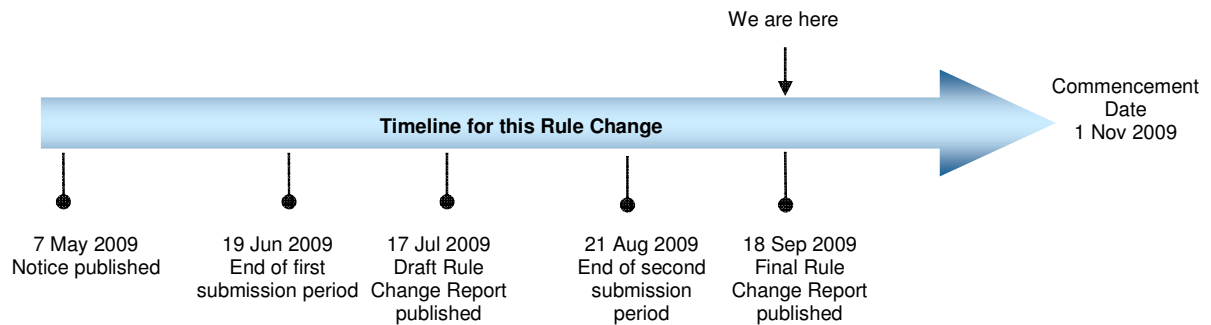 We are here
Timeline for this Rule Change
Commencement
Date
1 Nov 2009
7 May 2009
Notice published
19 Jun 2009
End of first
submission period
17 Jul 2009
Draft Rule
Change Report
published
21 Aug 2009
End of second
submission
period
18 Sep 2009
Final Rule
Change Report
published